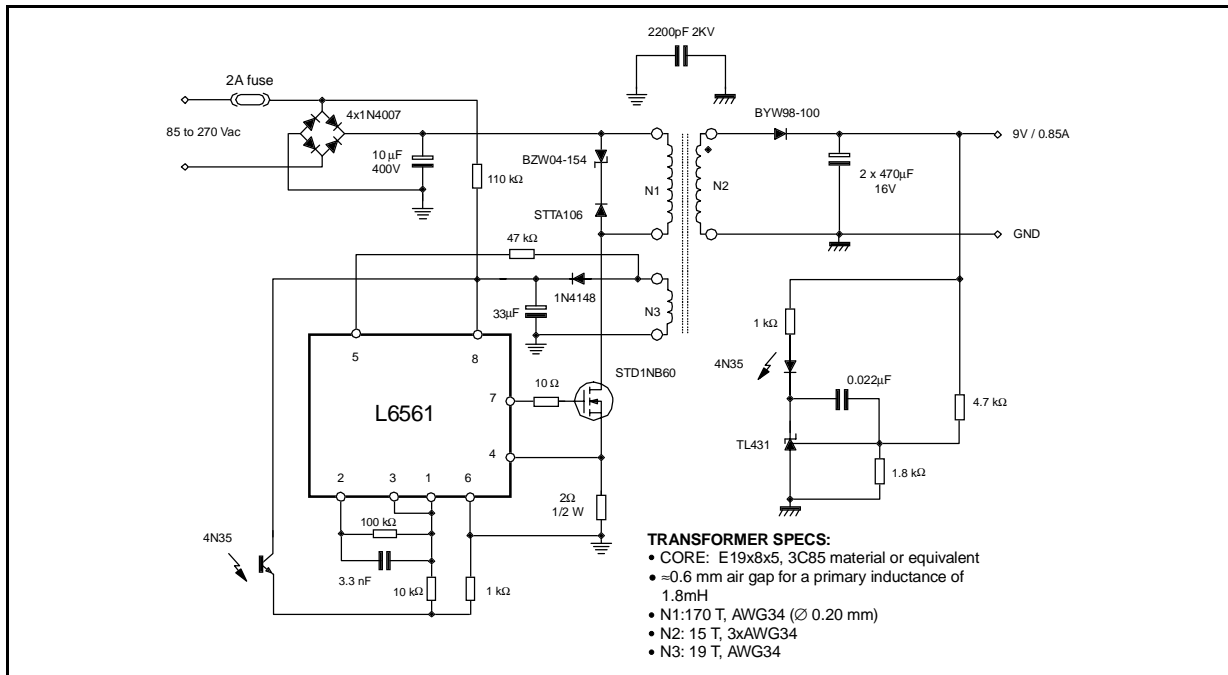 2200pF 2KV
2A fuse
4x1N4007
BYW98-100
85 to 270 Vac
9V / 0.85A
10 µF
400V
BZW04-154
110 kΩ
N1
N2
2 x 470µF
16V
STTA106
47 kΩ
GND
1N4148
33µF
N3
1 kΩ
5
8
STD1NB60
4N35
0.022µF
10 Ω
7
L6561
4.7 kΩ
TL431
4
1.8 kΩ
2
3
1
6
2Ω
1/2 W
100 kΩ
4N35
3.3 nF
10 kΩ
1 kΩ
TRANSFORMER SPECS:
• CORE: E19x8x5, 3C85 material or equivalent
• ≈0.6 mm air gap for a primary inductance of
1.8mH
• N1:170 T, AWG34 (∅ 0.20 mm)
• N2: 15 T, 3xAWG34
• N3: 19 T, AWG34